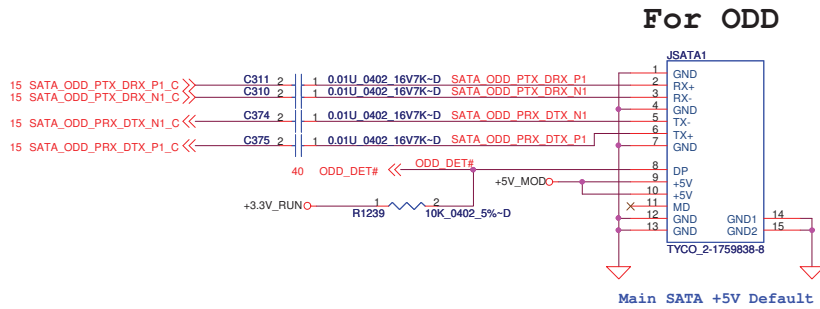 For ODD
JSATA1
15 SATA_ODD_PTX_DRX_P1_C C311 2 1 0.01U_0402_16V7K~D SATA_ODD_PTX_DRX_P1 1 GND
15 SATA_ODD_PTX_DRX_N1_C C310 2 1 0.01U_0402_16V7K~D SATA_ODD_PTX_DRX_N1 2 RX+
3 RX-
4 GND
15 SATA_ODD_PRX_DTX_N1_C C374 2 1 0.01U_0402_16V7K~D SATA_ODD_PRX_DTX_N1 5 TX-
6 TX+
15 SATA_ODD_PRX_DTX_P1_C C375 2 1 0.01U_0402_16V7K~D SATA_ODD_PRX_DTX_P1 7 GND
40 ODD_DET# ODD_DET# 8 DP
+5V_MOD 9 +5V
10 +5V
+3.3V_RUN 1 2 11 MD
R1239 10K_0402_5%~D 12 GND GND1 14
13 GND GND2 15
TYCO_2-1759838-8
Main SATA +5V Default